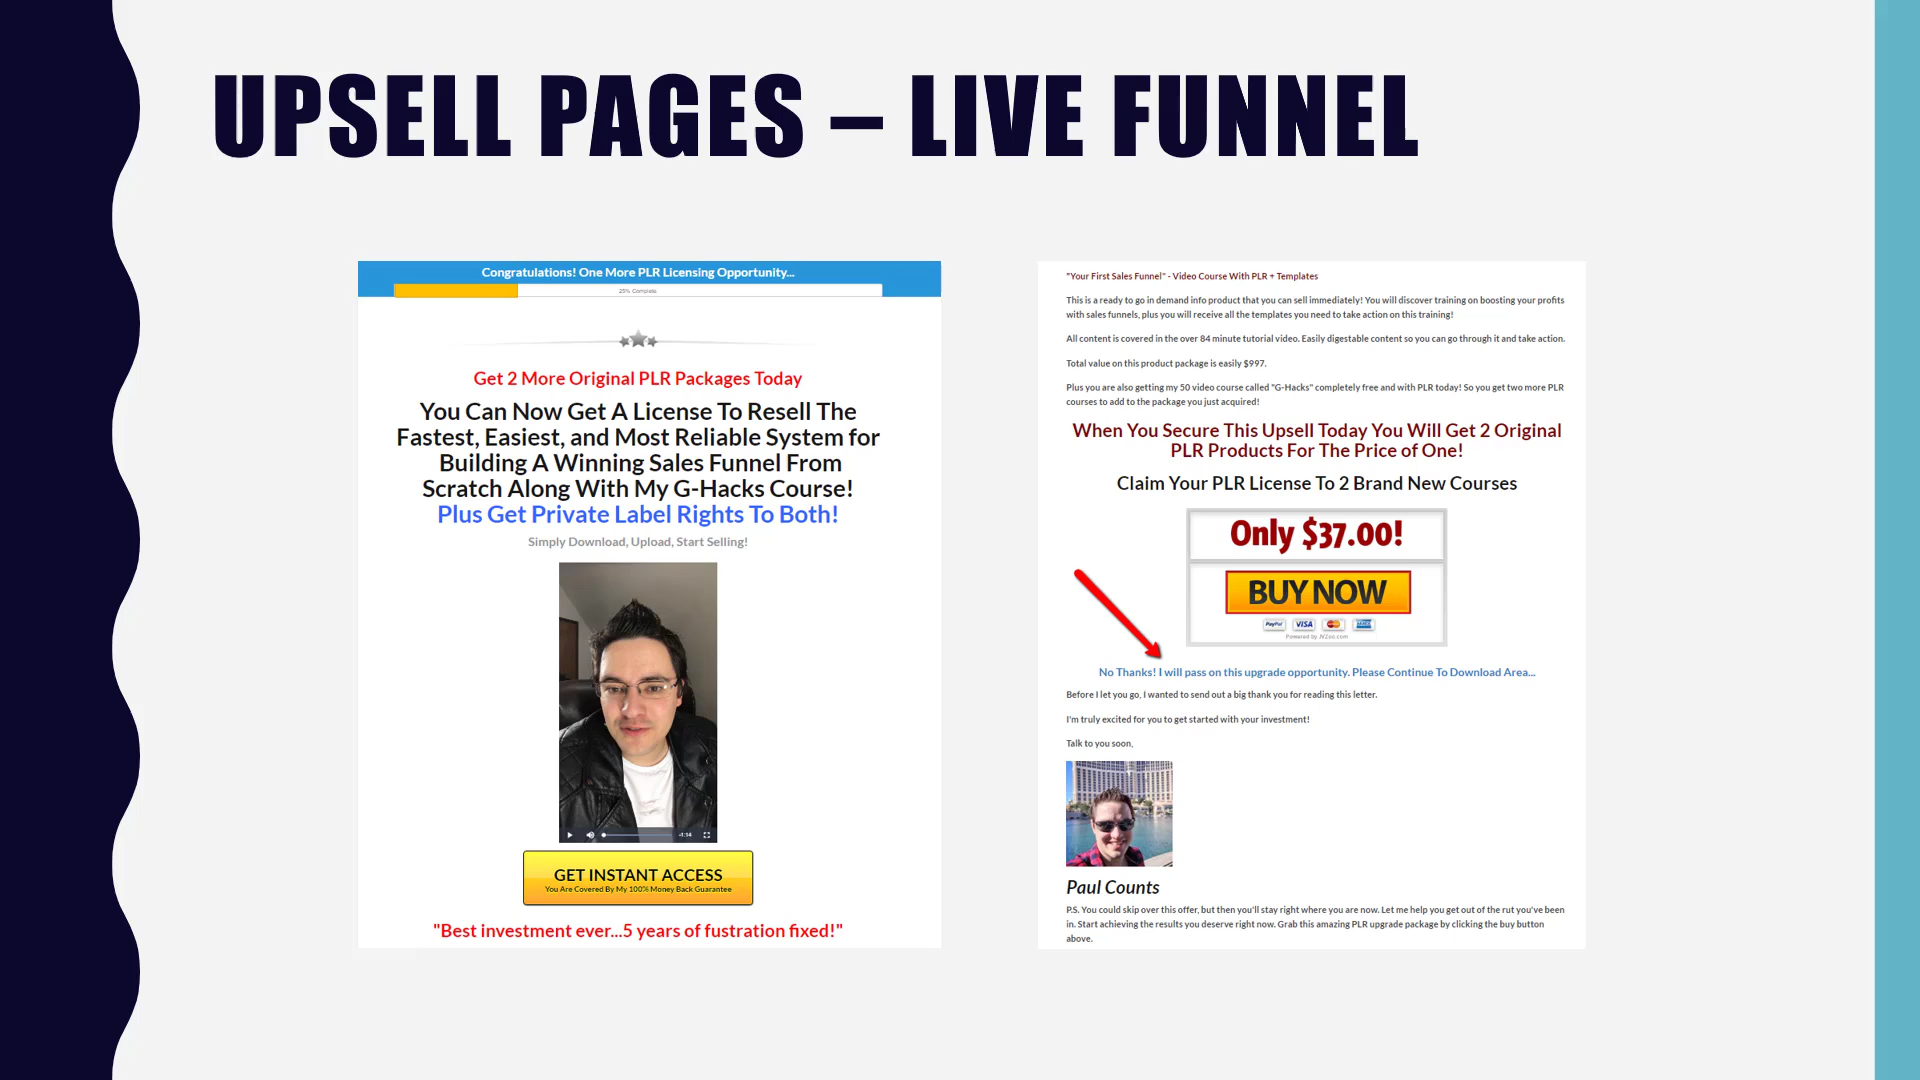 UPSELL PAGES – LIVE FUNNEL
Congratulations! One More PLR Licensing Opportunity...
25% Complete
Get 2 More Original PLR Packages Today
You Can Now Get A License To Resell The
Fastest, Easiest, and Most Reliable System for
Building A Winning Sales Funnel From
Scratch Along With My G-Hacks Course!
Plus Get Private Label Rights To Both!
Simply Download, Upload, Start Selling!
-1:14
GET INSTANT ACCESS
You Are Covered By My 100% Money Back Guarantee
"Best investment ever...5 years of fustration fixed!"
"Your First Sales Funnel" - Video Course With PLR + Templates
This is a ready to go in demand info product that you can sell immediately! You will discover training on boosting your profits
with sales funnels, plus you will receive all the templates you need to take action on this training!
All content is covered in the over 84 minute tutorial video. Easily digestable content so you can go through it and take action.
Total value on this product package is easily $997.
Plus you are also getting my 50 video course called "G-Hacks" completely free and with PLR today! So you get two more PLR
courses to add to the package you just acquired!
When You Secure This Upsell Today You Will Get 2 Original
PLR Products For The Price of One!
Claim Your PLR License To 2 Brand New Courses
Only $37.00!
BUY NOW
PayPal VISA
Powered by JVZoo.com
No Thanks! I will pass on this upgrade opportunity. Please Continue To Download Area...
Before I let you go, I wanted to send out a big thank you for reading this letter.
I'm truly excited for you to get started with your investment!
Talk to you soon,
Paul Counts
P.S. You could skip over this offer, but then you'll stay right where you are now. Let me help you get out of the rut you've been
in. Start achieving the results you deserve right now. Grab this amazing PLR upgrade package by clicking the buy button
above.